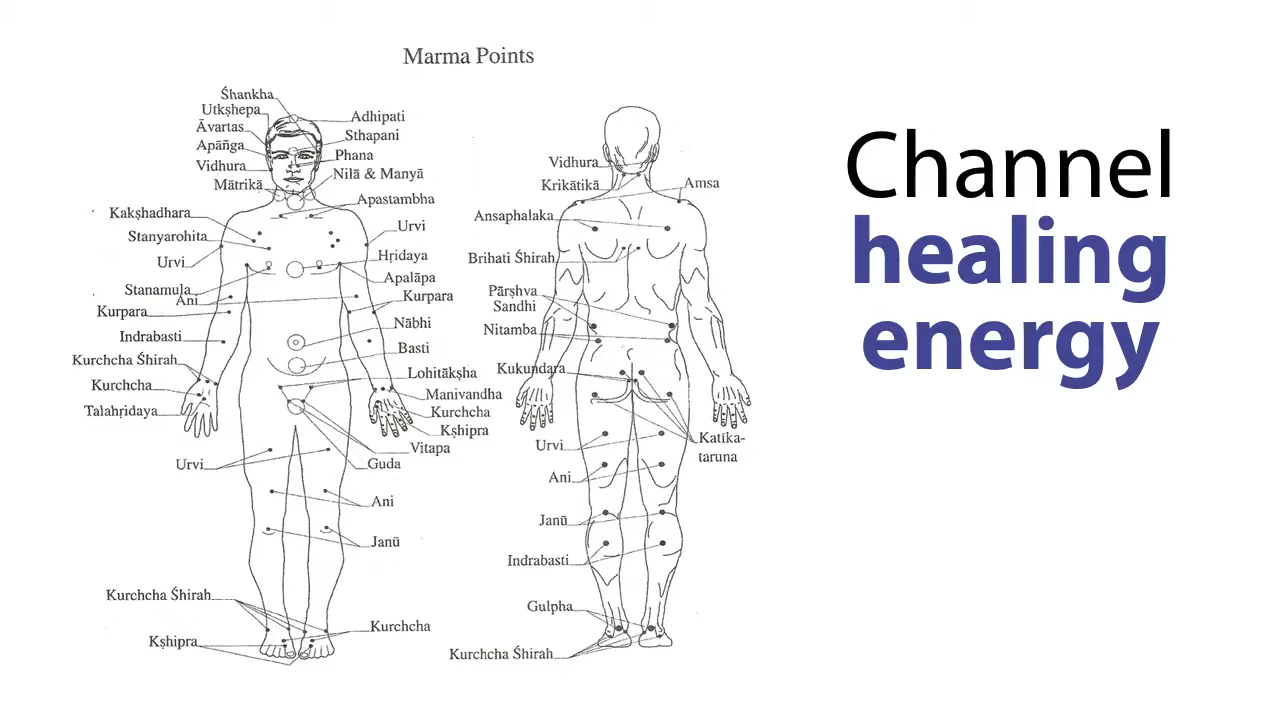 Marma Points
Śhankha
Utkṣhepa
Āvartas
Apāñga
Vidhura
Mātrikā
Adhipati
Sthapani
Phana
Nilā & Manyā
Apastambha
Kakṣhadhara
Stanyarohita
Urvi
Urvi
Hṛidaya
Apalāpa
Stanamula
Ani
Kurpara
Kurpara
Nābhi
Indrabasti
Basti
Kurchcha Śhirah
Lohitākṣha
Kurchcha
Manivandha
Talahṛidaya
Kurchcha
Kṣhipra
Vitapa
Urvi
Guda
Ani
Janū
Kurchcha Śhirah
Kurchcha
Kṣhipra
Vidhura
Krikātikā
Amsa
Ansaphalaka
Brihati Śhirah
Pārṣhva
Sandhi
Nitamba
Kukundara
Urvi
Katīka-
taruna
Ani
Janū
Indrabasti
Gulpha
Kurchcha Śhirah
Channel
healing
energy